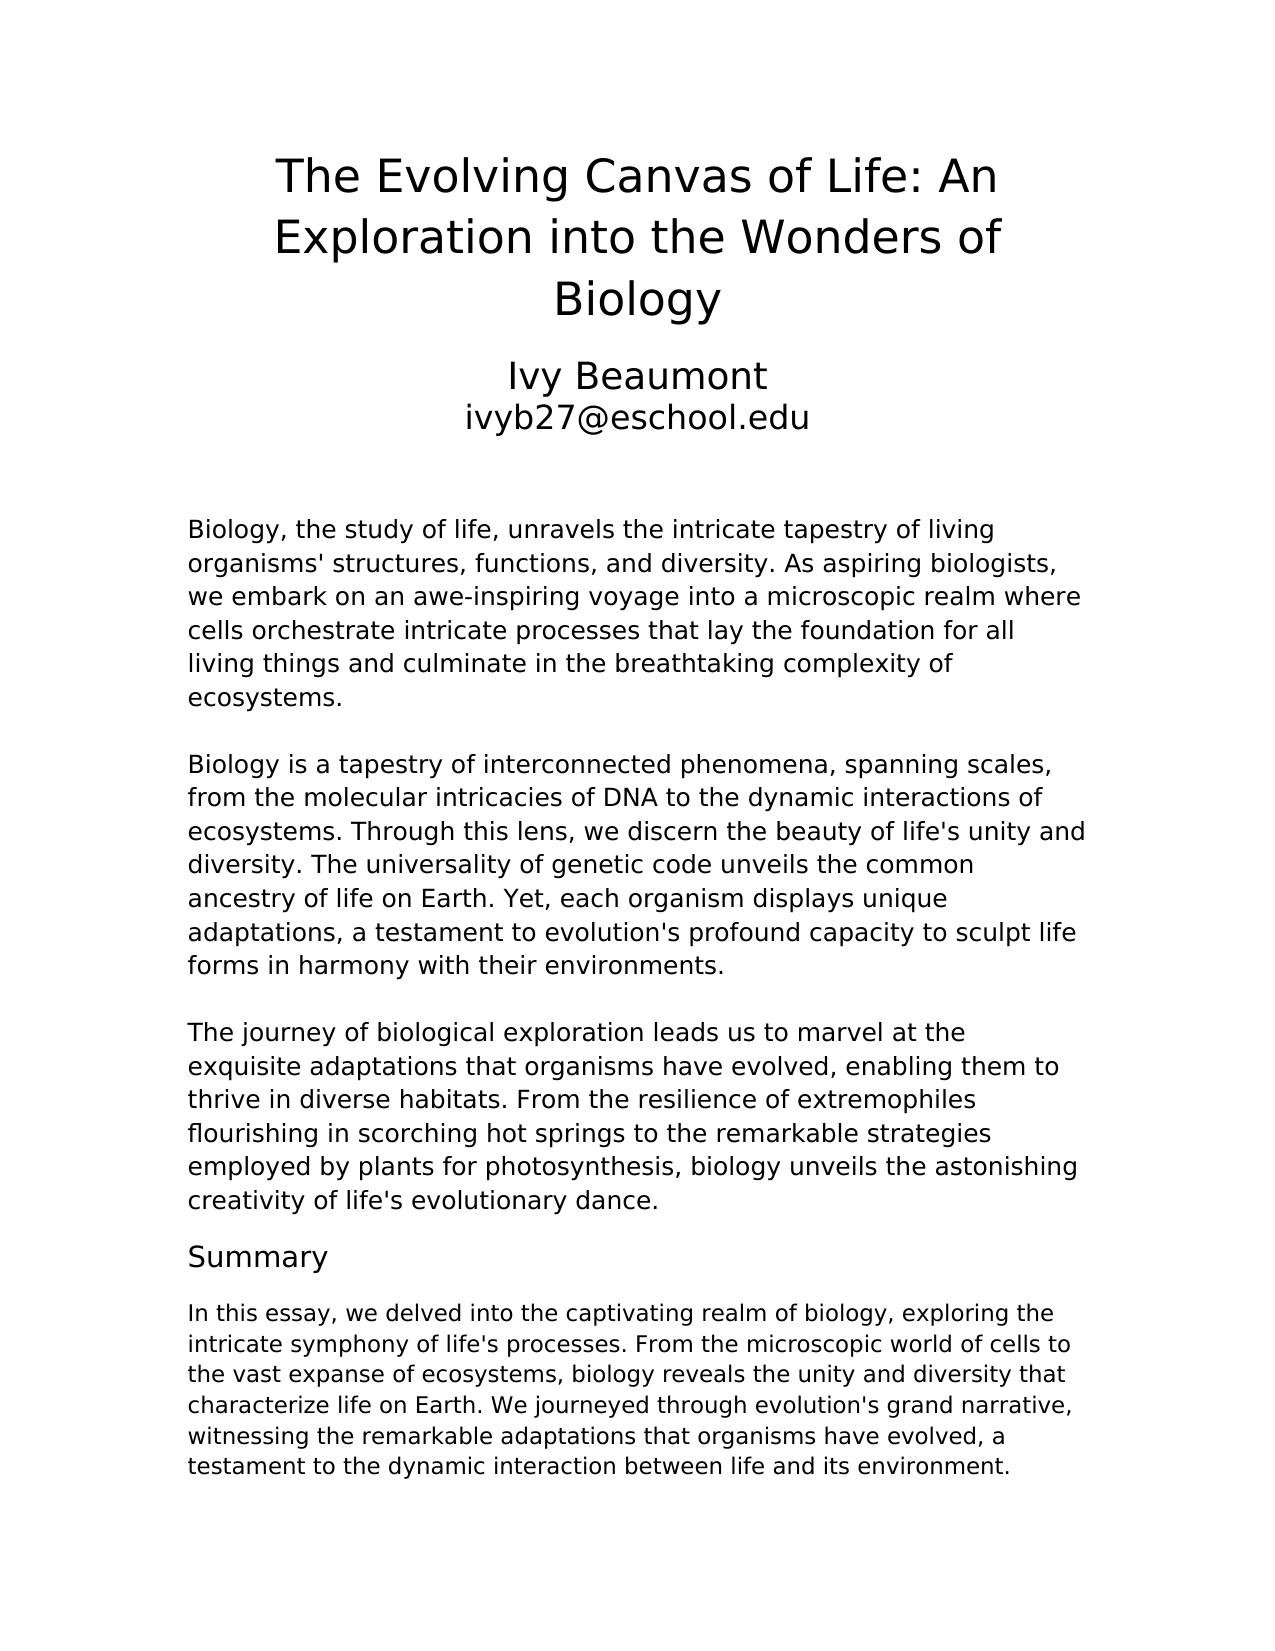 The Evolving Canvas of Life: An
Exploration into the Wonders of
Biology
Ivy Beaumont
ivyb27@eschool.edu
Biology, the study of life, unravels the intricate tapestry of living
organisms' structures, functions, and diversity. As aspiring biologists,
we embark on an awe-inspiring voyage into a microscopic realm where
cells orchestrate intricate processes that lay the foundation for all
living things and culminate in the breathtaking complexity of
ecosystems.
Biology is a tapestry of interconnected phenomena, spanning scales,
from the molecular intricacies of DNA to the dynamic interactions of
ecosystems. Through this lens, we discern the beauty of life's unity and
diversity. The universality of genetic code unveils the common
ancestry of life on Earth. Yet, each organism displays unique
adaptations, a testament to evolution's profound capacity to sculpt life
forms in harmony with their environments.
The journey of biological exploration leads us to marvel at the
exquisite adaptations that organisms have evolved, enabling them to
thrive in diverse habitats. From the resilience of extremophiles
flourishing in scorching hot springs to the remarkable strategies
employed by plants for photosynthesis, biology unveils the astonishing
creativity of life's evolutionary dance.
Summary
In this essay, we delved into the captivating realm of biology, exploring the
intricate symphony of life's processes. From the microscopic world of cells to
the vast expanse of ecosystems, biology reveals the unity and diversity that
characterize life on Earth. We journeyed through evolution's grand narrative,
witnessing the remarkable adaptations that organisms have evolved, a
testament to the dynamic interaction between life and its environment.